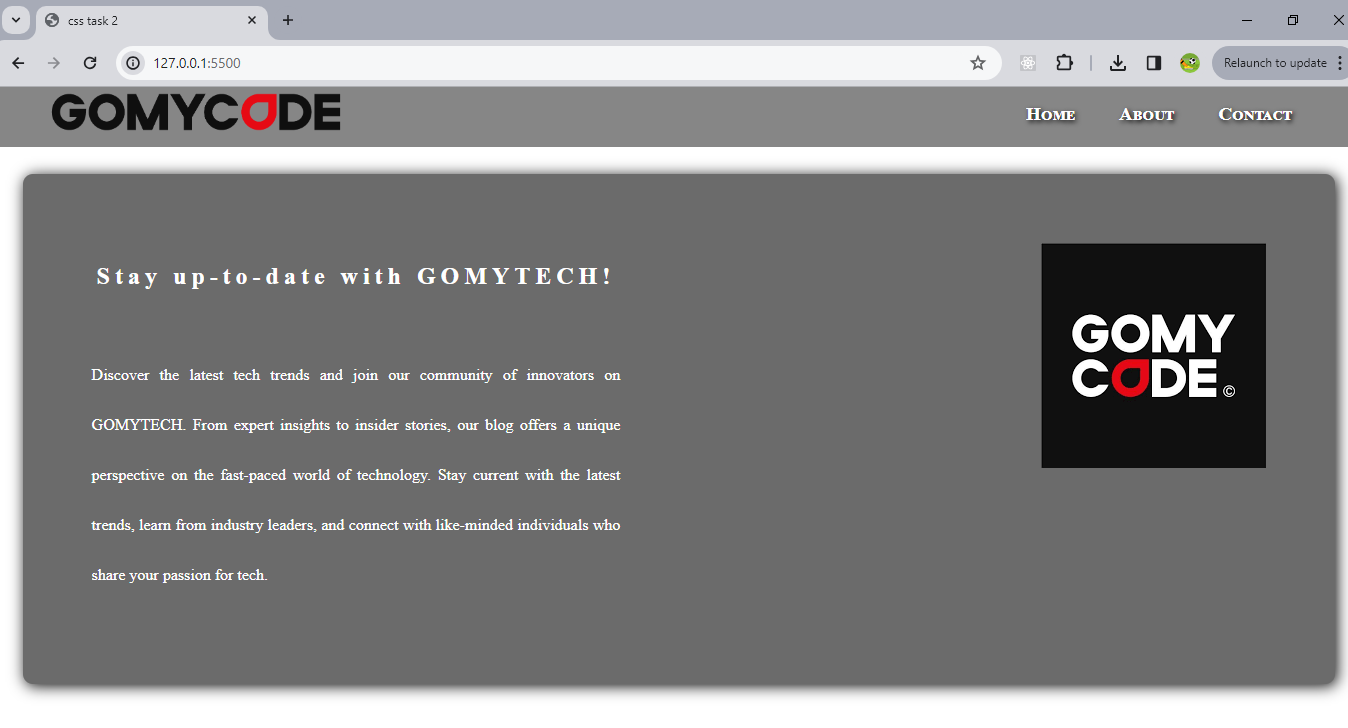 css task 2
127.0.0.1:5500
Relaunch to update
GOMYCODE
Home About Contact
Stay up-to-date with GOMYTECH!
Discover the latest tech trends and join our community of innovators on
GOMYTECH. From expert insights to insider stories, our blog offers a unique
perspective on the fast-paced world of technology. Stay current with the latest
trends, learn from industry leaders, and connect with like-minded individuals who
share your passion for tech.
GOMY
CODE ©